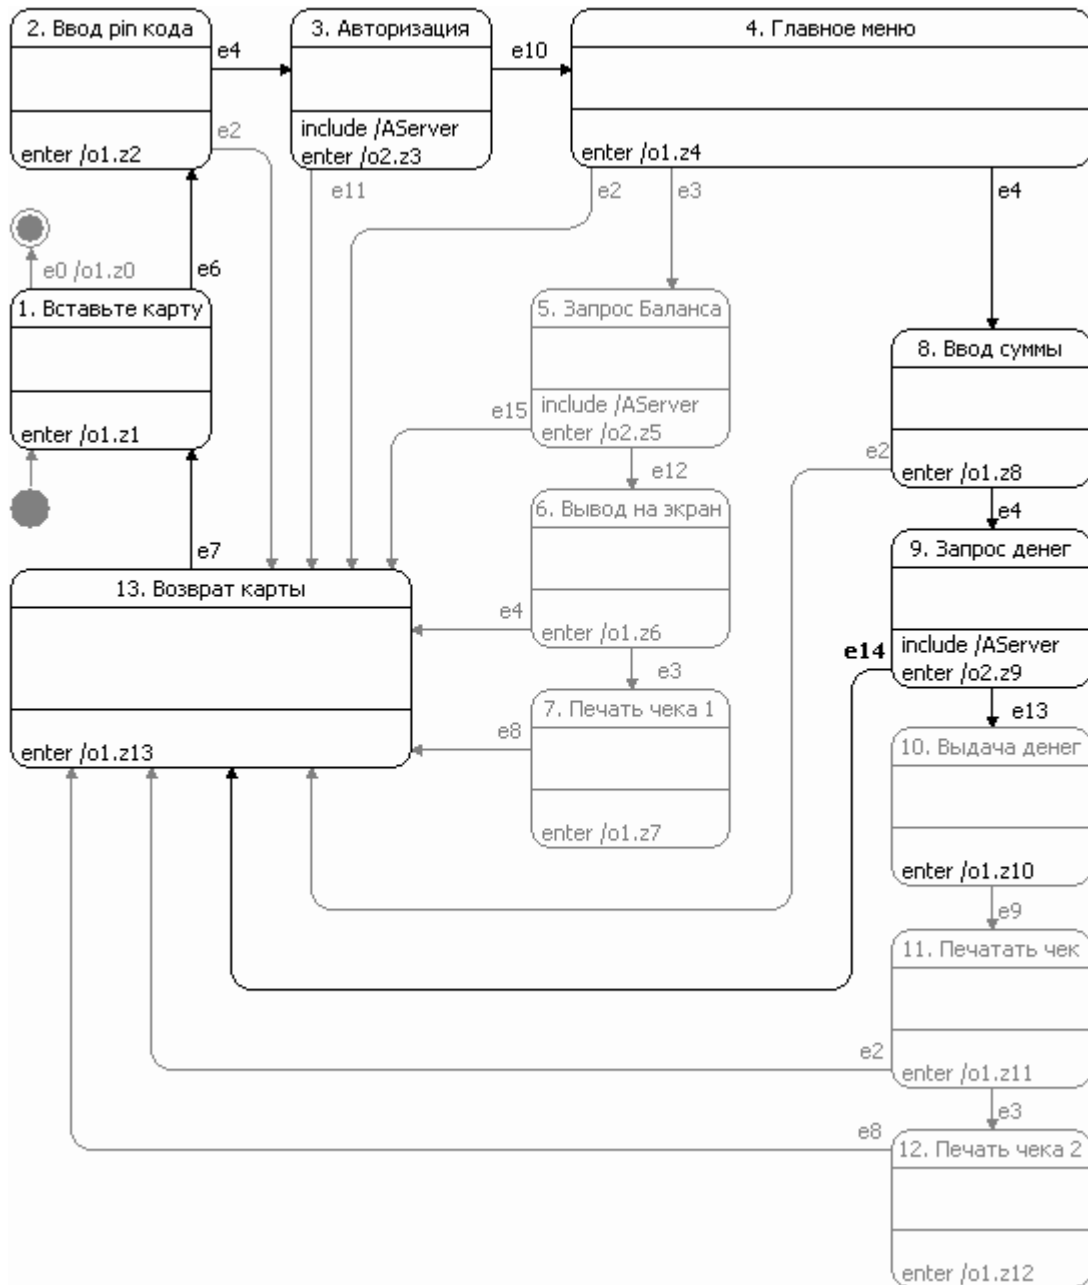 2. Ввод pin кода
enter /o1.z2
e4
3. Авторизация
include /AServer
enter /o2.z3
e10
4. Главное меню
enter /o1.z4
e2
e11
e2
e3
e4
e0 /o1.z0
e6
1. Вставьте карту
enter /o1.z1
5. Запрос Баланса
include /AServer
enter /o2.z5
e15
e12
8. Ввод суммы
enter /o1.z8
e2
e4
6. Вывод на экран
enter /o1.z6
e4
e3
9. Запрос денег
include /AServer
enter /o2.z9
e14
e13
e7
13. Возврат карты
enter /o1.z13
7. Печать чека 1
enter /o1.z7
e8
10. Выдача денег
enter /o1.z10
e9
11. Печатать чек
enter /o1.z11
e2
e3
e8
12. Печать чека 2
enter /o1.z12